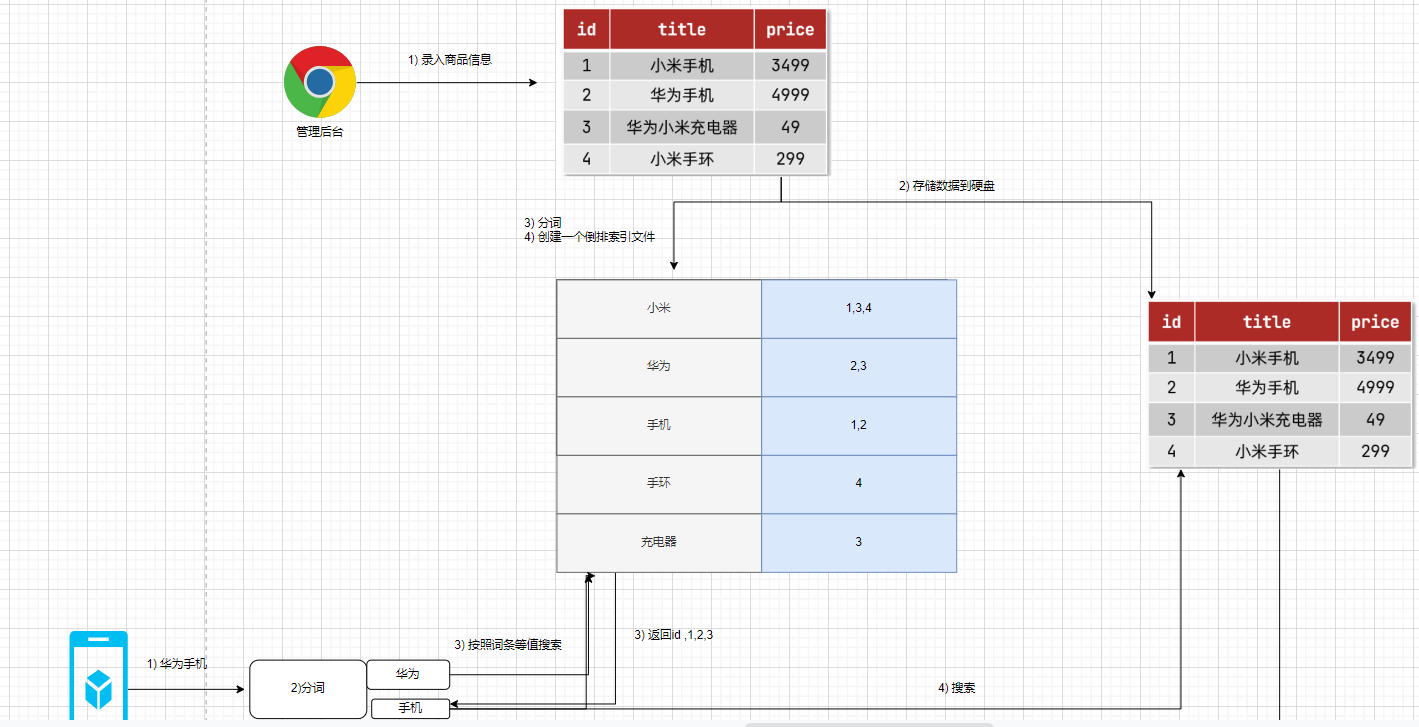 id title price
1 小米手机 3499
2 华为手机 4999
3 华为小米充电器 49
4 小米手环 299
1) 录入商品信息
管理后台
2) 存储数据到硬盘
3) 分词
4) 创建一个倒排索引文件
小米 1,3,4
华为 2,3
手机 1,2
手环 4
充电器 3
id title price
1 小米手机 3499
2 华为手机 4999
3 华为小米充电器 49
4 小米手环 299
1) 华为手机
2)分词
华为
手机
3) 按照词条等值搜索
3) 返回id ,1,2,3
4) 搜索